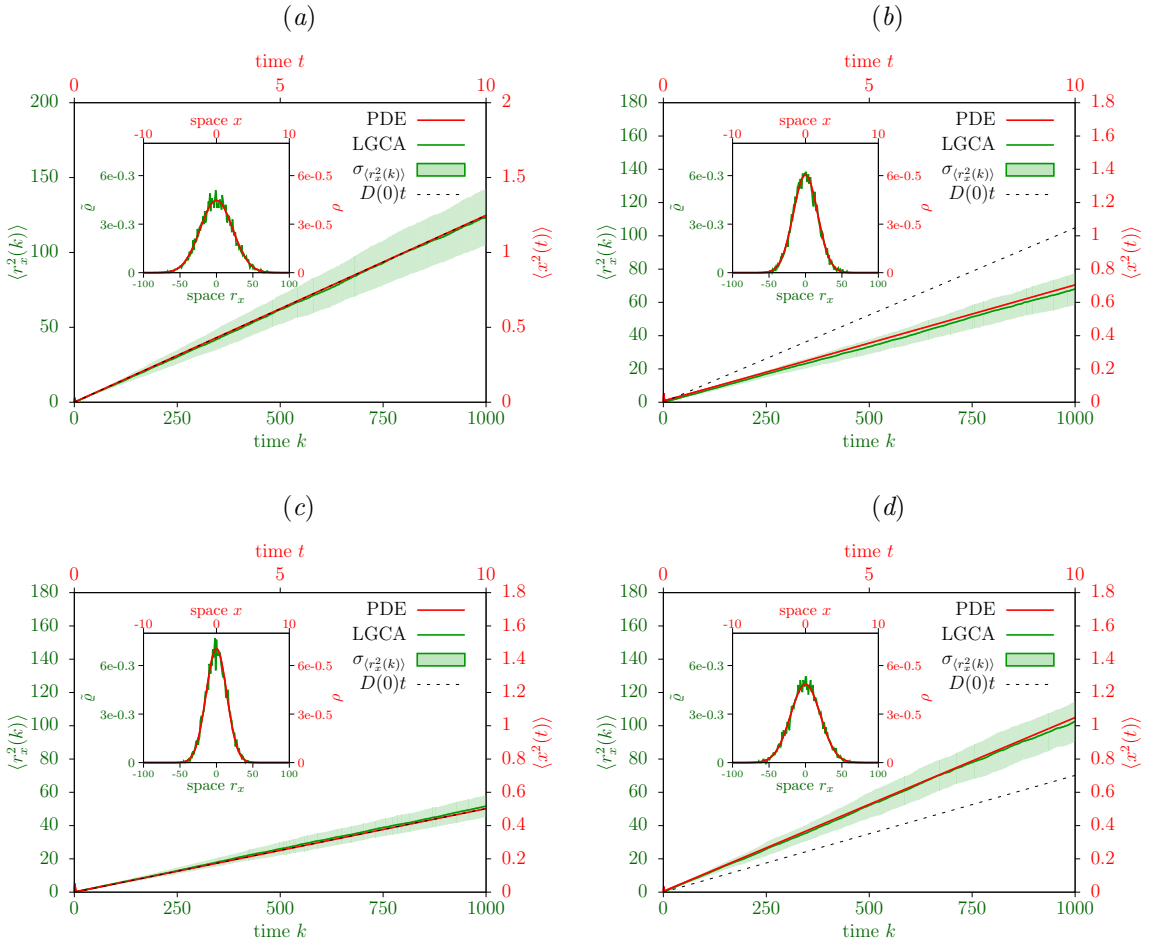 (a)
time t
0 5 10
200 2
PDE
LGCA
σ⟨r_x^2(k)⟩
D(0)t
space x
-10 0 10
6e-0.3 6e-0.5
3e-0.3 3e-0.5
0 0
ϱ̃ ρ
-100 -50 0 50 100
space r_x
150 1.5
100 1
50 0.5
0 0
⟨r_x^2(k)⟩ ⟨x^2(t)⟩
0 250 500 750 1000
time k
(b)
time t
0 5 10
180 1.8
PDE
LGCA
σ⟨r_x^2(k)⟩
D(0)t
space x
-10 0 10
6e-0.3 6e-0.5
3e-0.3 3e-0.5
0 0
ϱ̃ ρ
-100 -50 0 50 100
space r_x
160 1.6
140 1.4
120 1.2
100 1
80 0.8
60 0.6
40 0.4
20 0.2
0 0
⟨r_x^2(k)⟩ ⟨x^2(t)⟩
0 250 500 750 1000
time k
(c)
time t
0 5 10
180 1.8
PDE
LGCA
σ⟨r_x^2(k)⟩
D(0)t
space x
-10 0 10
6e-0.3 6e-0.5
3e-0.3 3e-0.5
0 0
ϱ̃ ρ
-100 -50 0 50 100
space r_x
160 1.6
140 1.4
120 1.2
100 1
80 0.8
60 0.6
40 0.4
20 0.2
0 0
⟨r_x^2(k)⟩ ⟨x^2(t)⟩
0 250 500 750 1000
time k
(d)
time t
0 5 10
180 1.8
PDE
LGCA
σ⟨r_x^2(k)⟩
D(0)t
space x
-10 0 10
6e-0.3 6e-0.5
3e-0.3 3e-0.5
0 0
ϱ̃ ρ
-100 -50 0 50 100
space r_x
160 1.6
140 1.4
120 1.2
100 1
80 0.8
60 0.6
40 0.4
20 0.2
0 0
⟨r_x^2(k)⟩ ⟨x^2(t)⟩
0 250 500 750 1000
time k